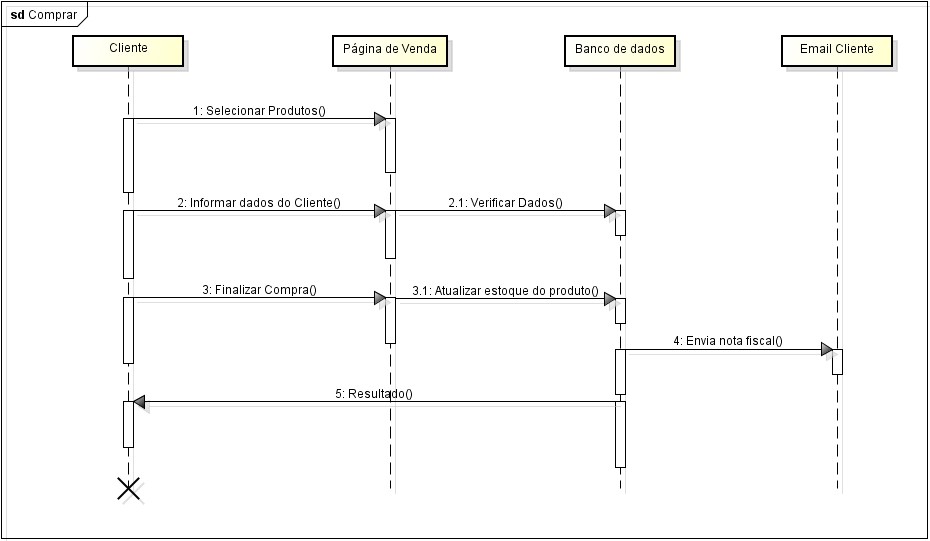 sd Comprar
Cliente
Página de Venda
Banco de dados
Email Cliente
1: Selecionar Produtos()
2: Informar dados do Cliente()
2.1: Verificar Dados()
3: Finalizar Compra()
3.1: Atualizar estoque do produto()
4: Envia nota fiscal()
5: Resultado()